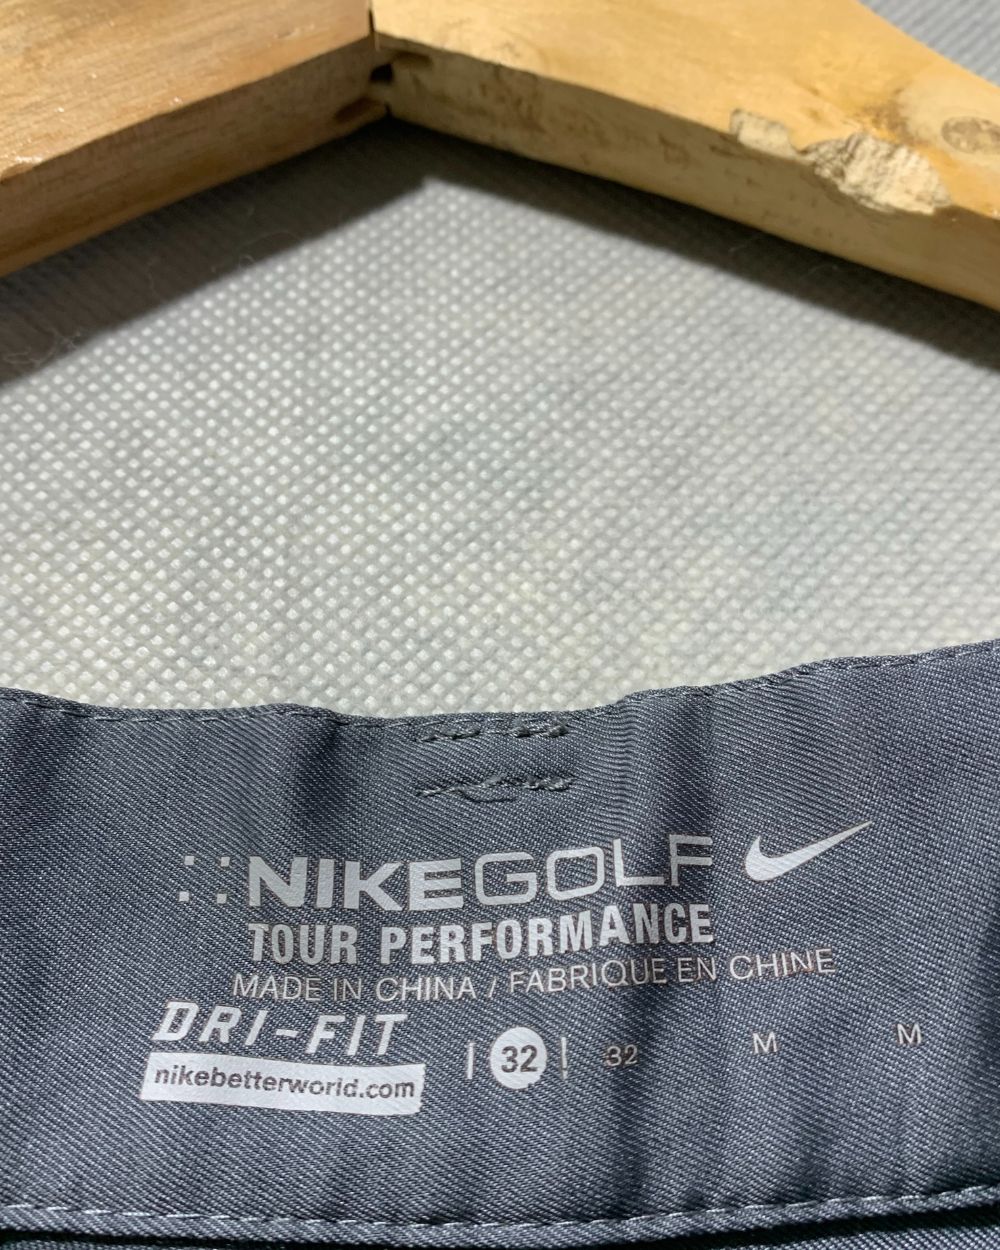 NIKEGOLF
TOUR PERFORMANCE
MADE IN CHINA / FABRIQUE EN CHINE
DRI-FIT
nikebetterworld.com
| 32 | 32 M M